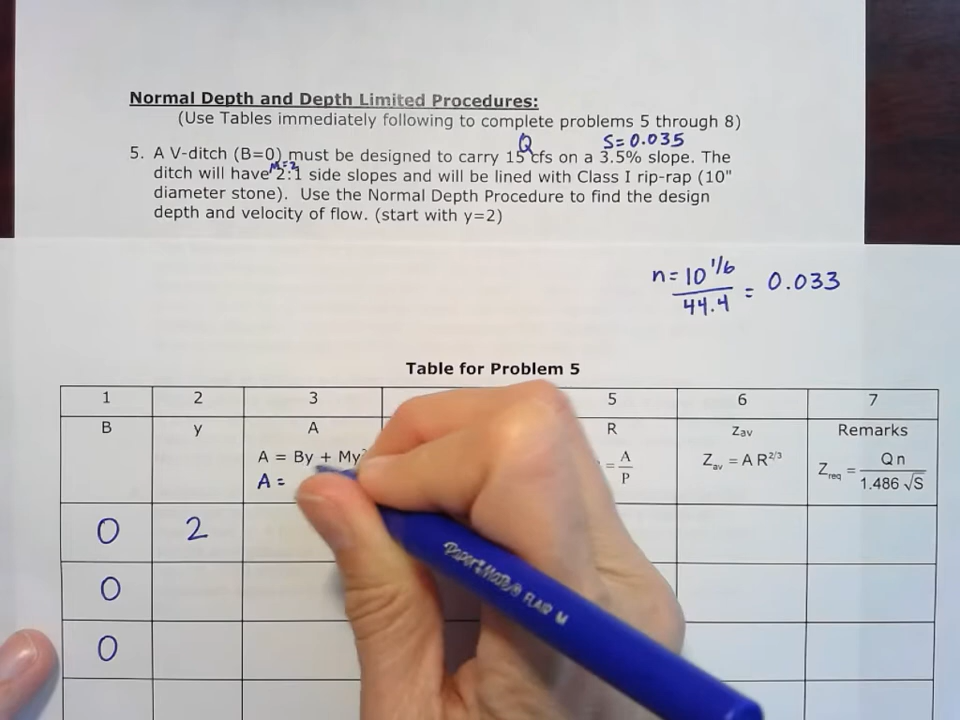 Normal Depth and Depth Limited Procedures:
(Use Tables immediately following to complete problems 5 through 8)
Q S=0.035
5. A V-ditch (B=0) must be designed to carry 15 cfs on a 3.5% slope. The
M=2
ditch will have 2:1 side slopes and will be lined with Class I rip-rap (10"
diameter stone). Use the Normal Depth Procedure to find the design
depth and velocity of flow. (start with y=2)
n = 10^1/6 / 44.4 = 0.033
Table for Problem 5
1 2 3 5 6 7
B y A R Zav Remarks
A = By + My = A/P Zav = A R^2/3 Zreq = Q n / 1.486 √S
A =
0 2
0
0
Paper Mate® FLAIR M